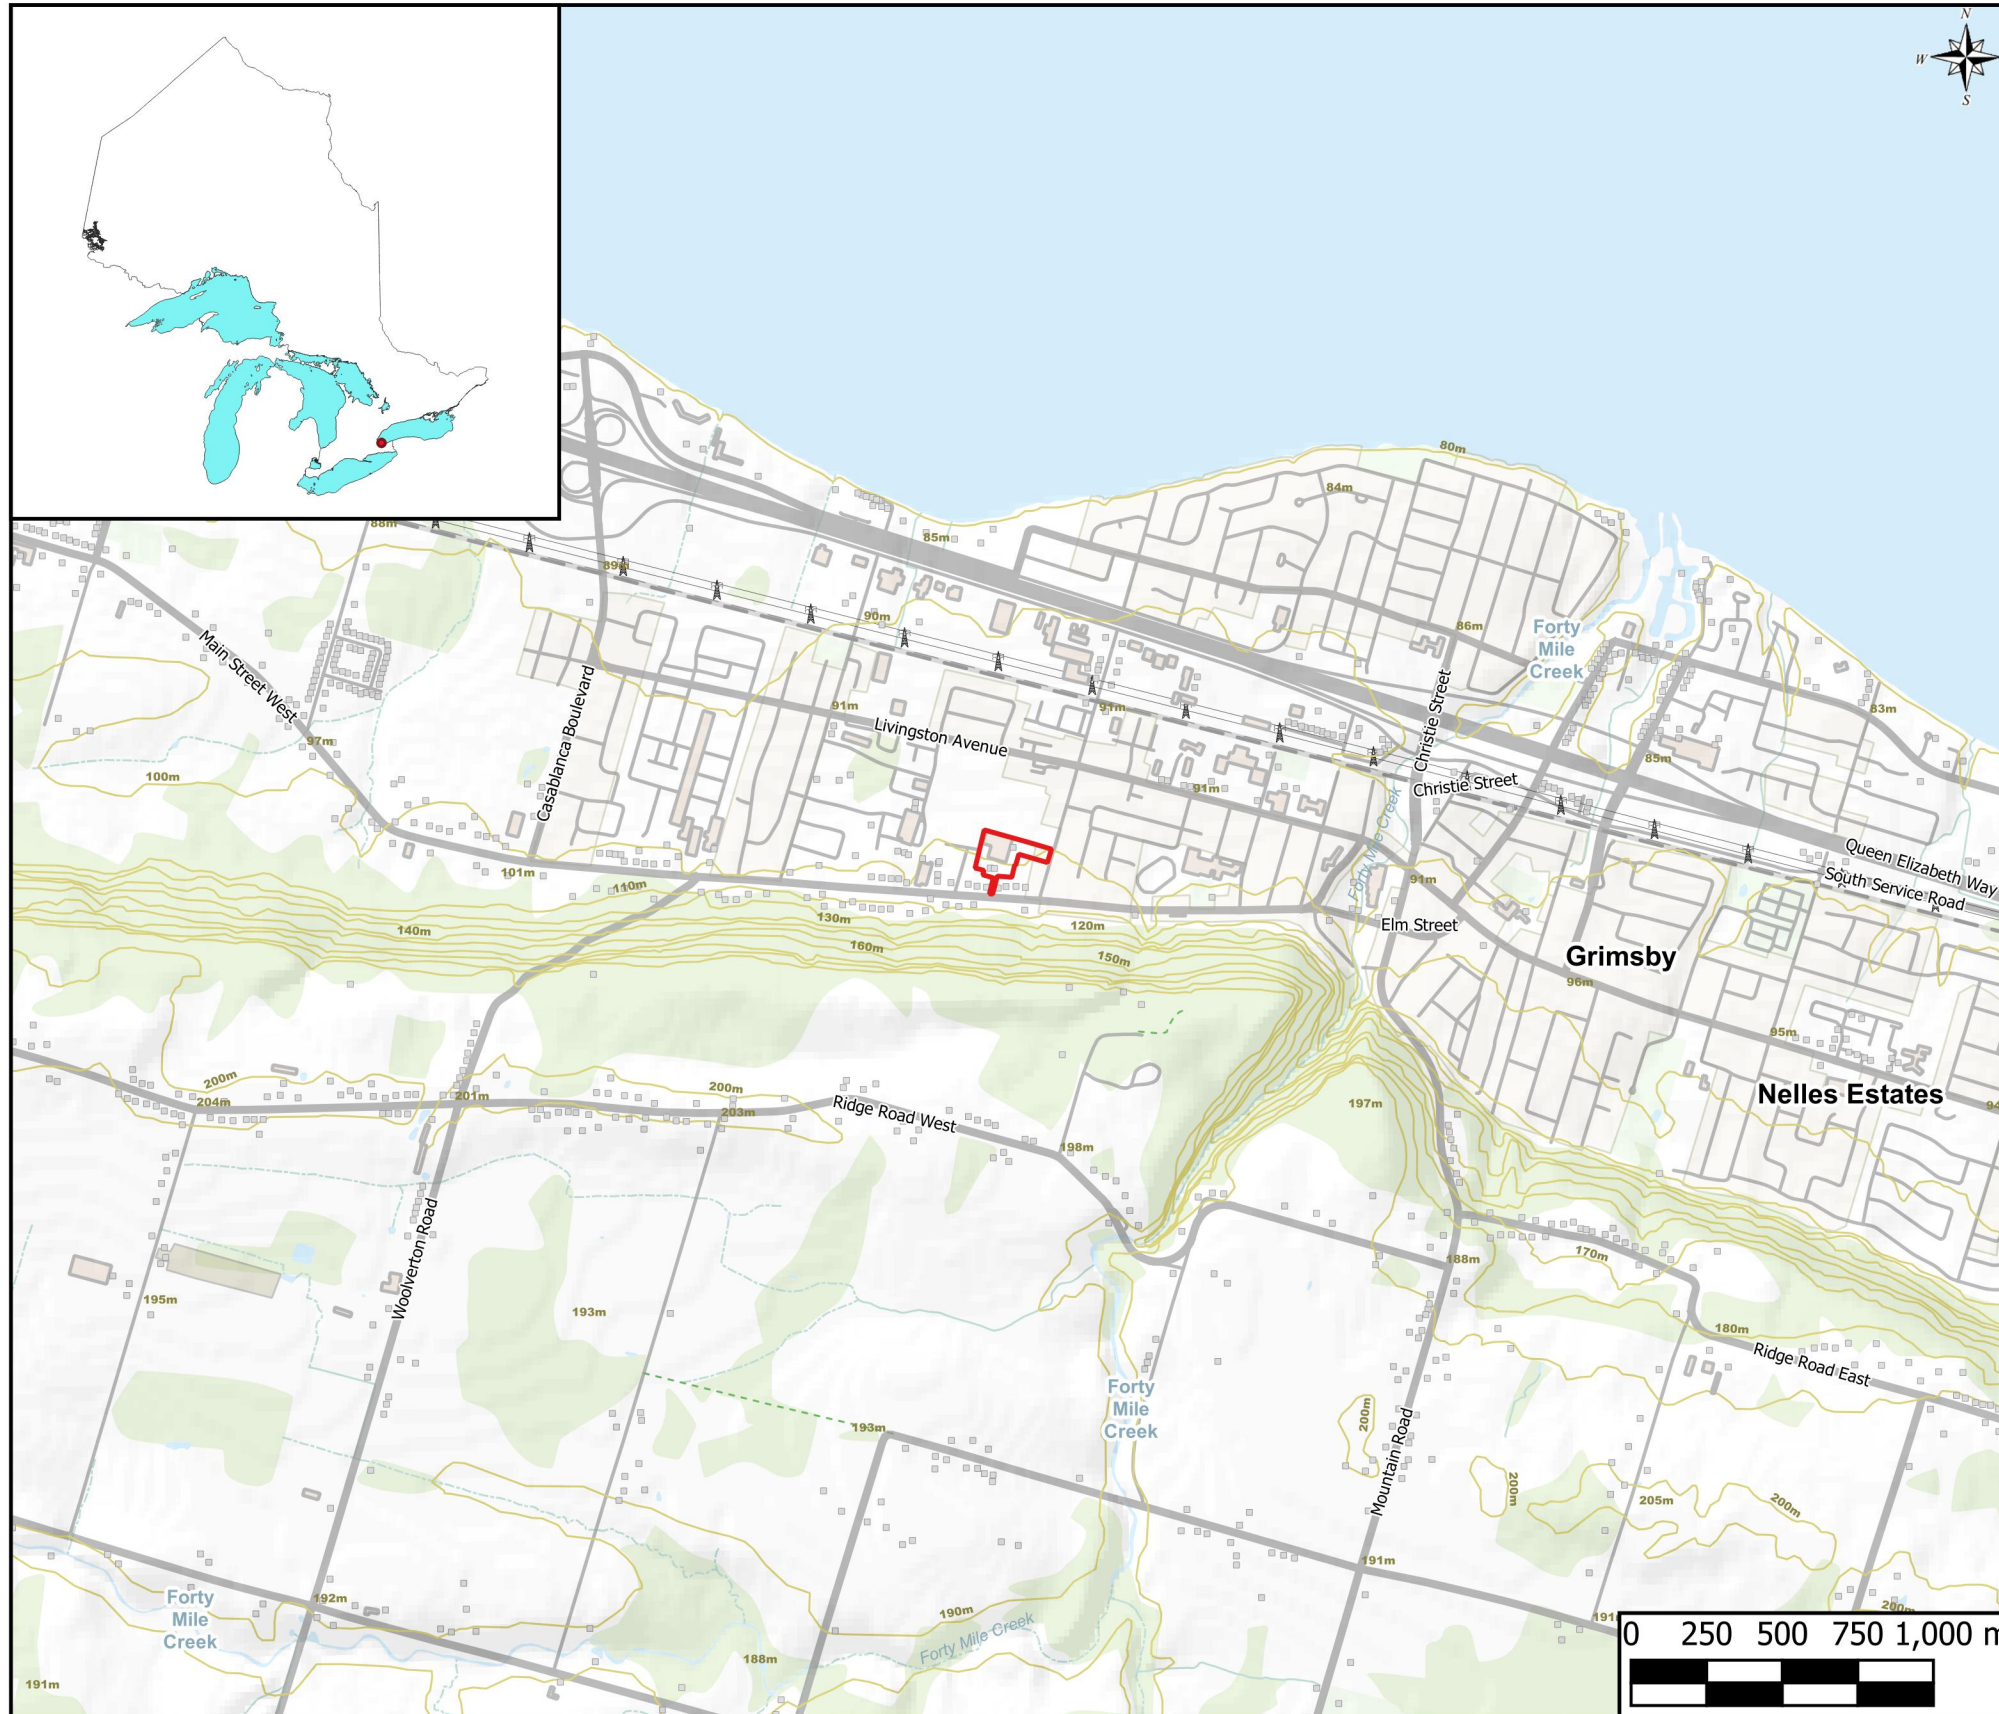 N
W
S
80m
84m
88m
85m
89m
90m
86m
Forty
Mile
Creek
Main Street West
Casablanca Boulevard
Christie Street
91m
91m
83m
97m
Livingston Avenue
85m
100m
91m
Christie Street
Forty Mile Creek
Queen Elizabeth Way
South Service Road
101m
110m
91m
130m
120m
Elm Street
140m
160m
150m
Grimsby
96m
95m
200m
200m
Nelles Estates
204m
201m
203m
Ridge Road West
197m
94
198m
Woolverton Road
188m
170m
195m
193m
180m
Ridge Road East
Forty
Mile
Creek
193m
200m
Mountain Road
200m
205m
200m
191m
Forty
Mile
Creek
192m
190m
Forty Mile Creek
200m
191
188m
191m
0 250 500 750 1,000 m